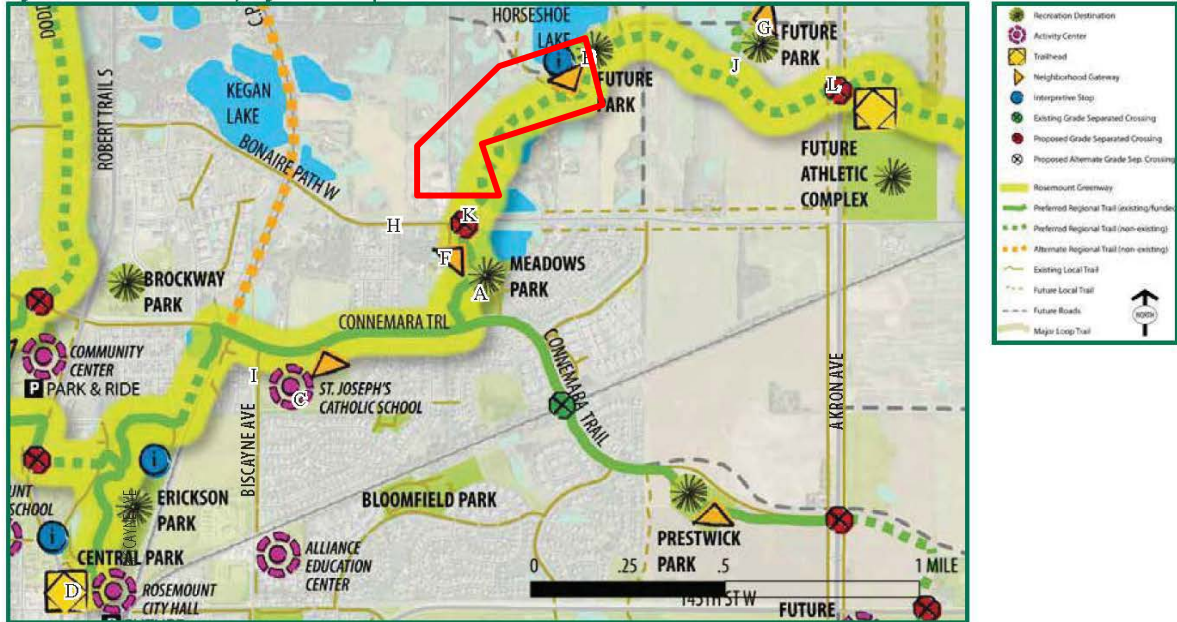 HORSESHOE
LAKE
FUTURE
PARK
G
J
L
E
FUTURE
PARK
KEGAN
LAKE
BONAIRE PATH W
ROBERT TRAIL S
FUTURE
ATHLETIC
COMPLEX
H
K
F
A
MEADOWS
PARK
BROCKWAY
PARK
CONNEMARA TRL
COMMUNITY
CENTER
P PARK & RIDE
I
C
ST. JOSEPH'S
CATHOLIC SCHOOL
CONNEMARA TRAIL
AKRON AVE
BISCAYNE AVE
BLOOMFIELD PARK
i
ERICKSON
PARK
SCHOOL
CENTRAL PARK
D
ROSEMOUNT
CITY HALL
ALLIANCE
EDUCATION
CENTER
PRESTWICK
PARK
0 .25 .5 1 MILE
145TH ST W
FUTURE
Recreation Destination
Activity Center
Trailhead
Neighborhood Gateway
Interpretive Stop
Existing Grade Separated Crossing
Proposed Grade Separated Crossing
Proposed Alternate Grade Sep. Crossing
Rosemount Greenway
Preferred Regional Trail (existing/funded
Preferred Regional Trail (non-existing)
Alternate Regional Trail (non-existing)
Existing Local Trail
Future Local Trail
Future Roads
Major Loop Trail
NORTH